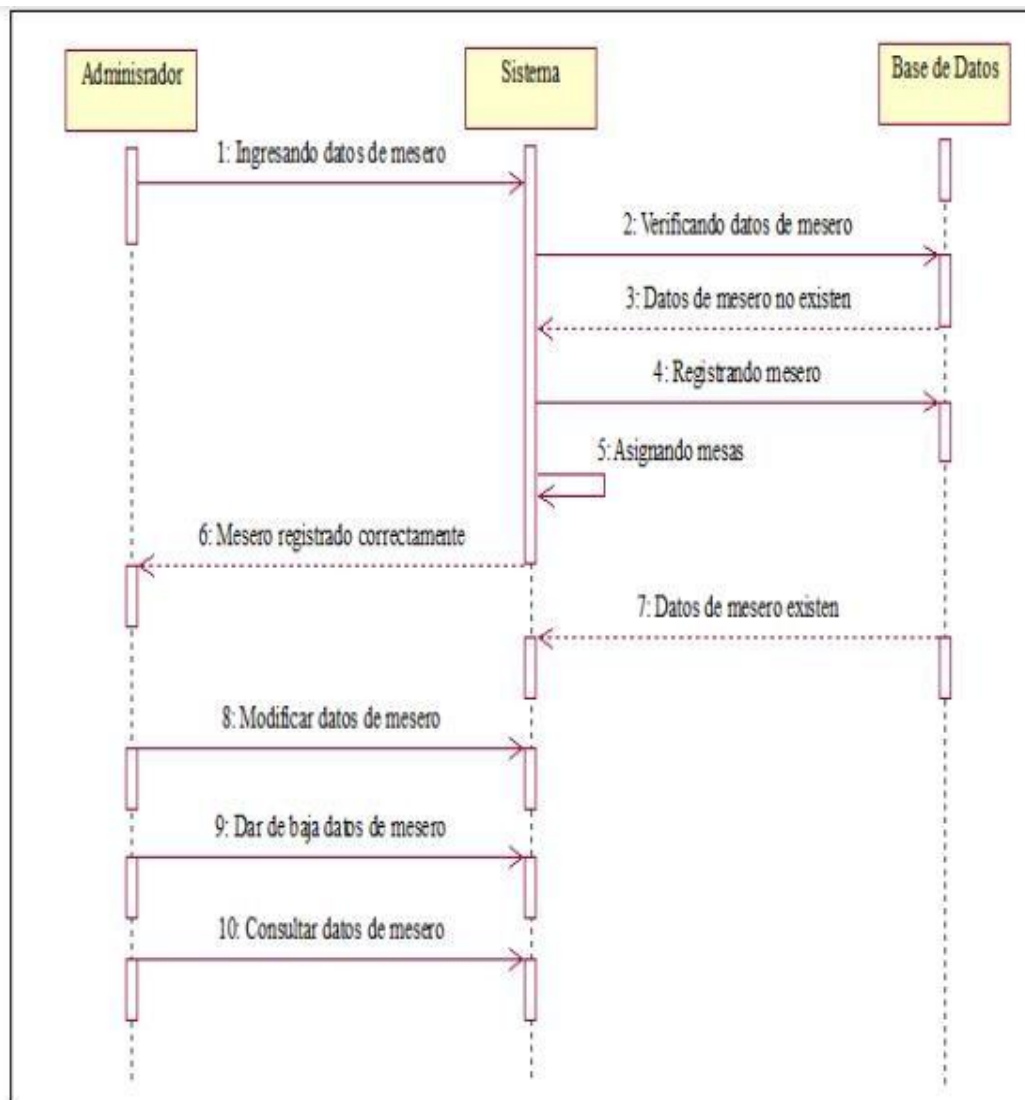 Adminisrador
Sistema
Base de Datos
1: Ingresando datos de mesero
2: Verificando datos de mesero
3: Datos de mesero no existen
4: Registrando mesero
5: Asignando mesas
6: Mesero registrado correctamente
7: Datos de mesero existen
8: Modificar datos de mesero
9: Dar de baja datos de mesero
10: Consultar datos de mesero